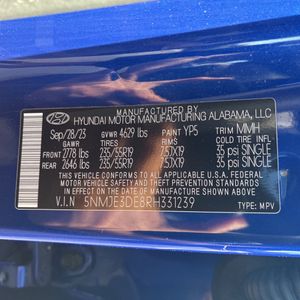 HYUNDAI MOTOR MANUFACTURING ALABAMA, LLC
Sep/28/23 GVWR 4629 lbs PAINT YP5 TRIM MMH
GAWR TIRES RIMS COLD TIRE INFL. PRES.
FRONT 2778 lbs 235/55R19 7.5JX19 35 psi SINGLE
REAR 2646 lbs 235/55R19 7.5JX19 35 psi SINGLE
THIS VEHICLE CONFORMS TO ALL APPLICABLE U.S.A. FEDERAL
MOTOR VEHICLE SAFETY AND THEFT PREVENTION STANDARDS
IN EFFECT ON THE DATE OF MANUFACTURE SHOWN ABOVE.
V.I.N 5NMJE3DE8RH331239 TYPE: MPV